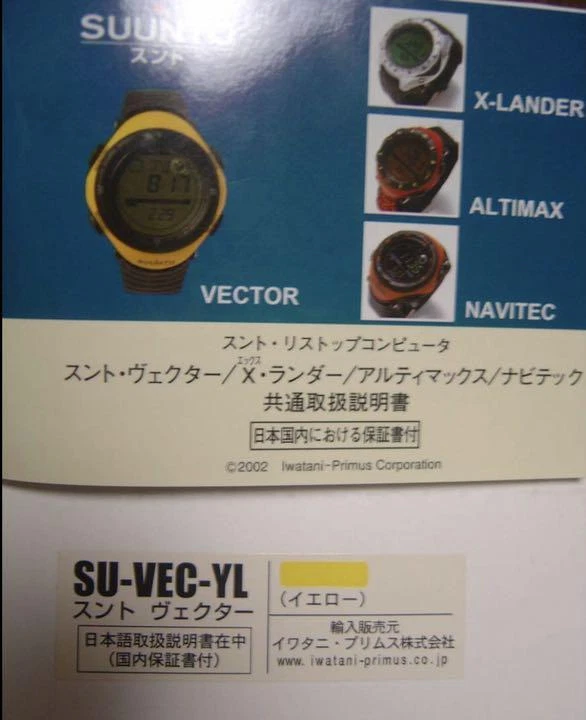 SUUNTO
スント
X-LANDER
ALTIMAX
VECTOR
NAVITEC
スント・リストップコンピュータ
エックス
スント・ヴェクター/X・ランダー/アルティマックス/ナビテック
共通取扱説明書
日本国内における保証書付
©2002 Iwatani-Primus Corporation
SU-VEC-YL
スント ヴェクター
日本語取扱説明書在中
(国内保証書付)
(イエロー)
輸入販売元
イワタニ・プリムス株式会社
www.iwatani-primus.co.jp